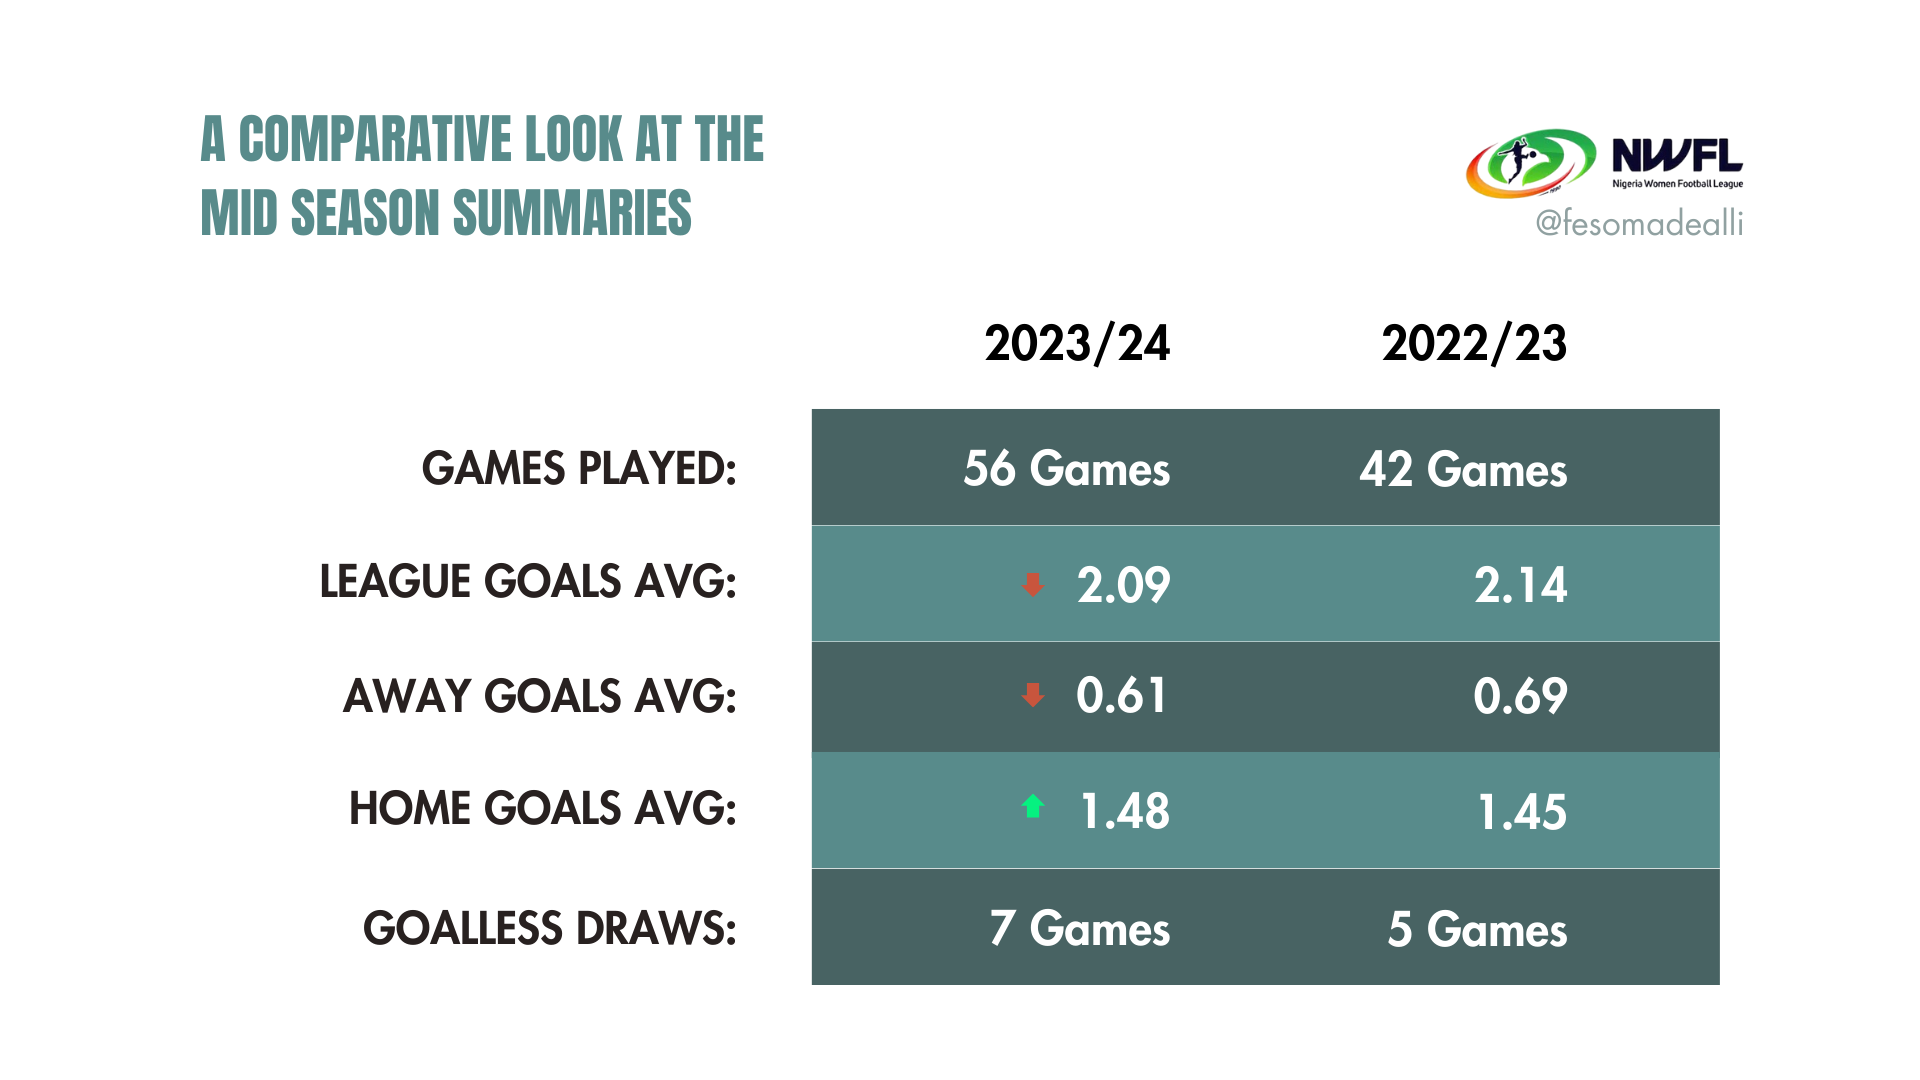 A COMPARATIVE LOOK AT THE
MID SEASON SUMMARIES
NWFL
Nigeria Women Football League
@fesomadealli
2023/24 2022/23
GAMES PLAYED: 56 Games 42 Games
LEAGUE GOALS AVG: 2.09 2.14
AWAY GOALS AVG: 0.61 0.69
HOME GOALS AVG: 1.48 1.45
GOALLESS DRAWS: 7 Games 5 Games